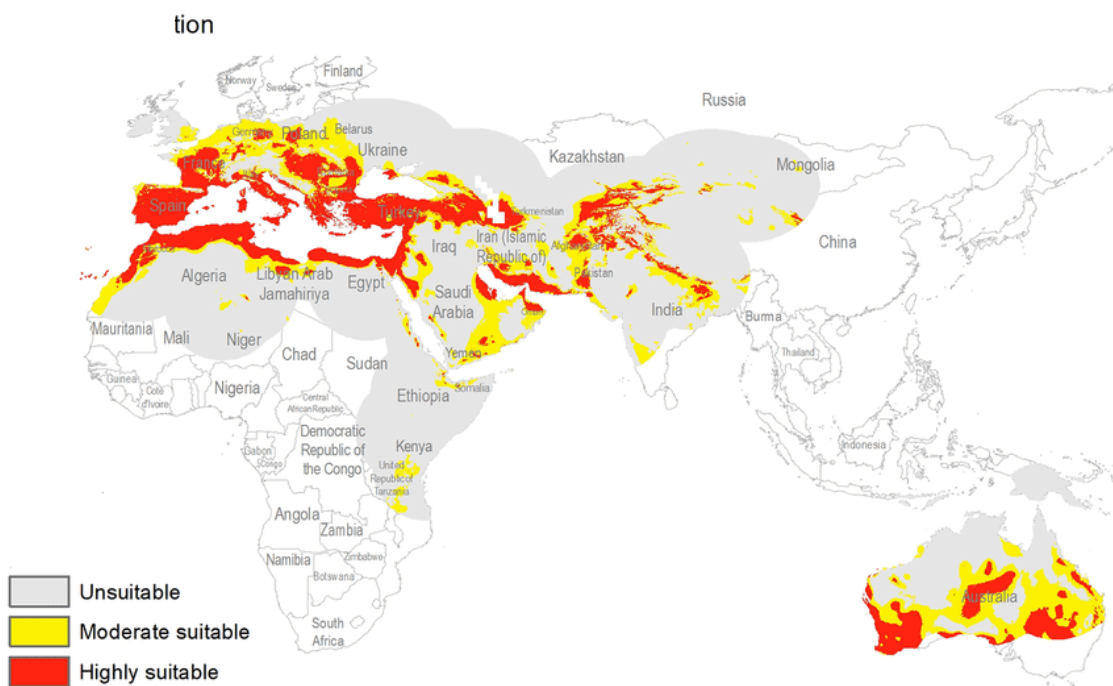 tion
Finland
Norway
Sweden
Russia
Germany
Poland
Belarus
Ukraine
Kazakhstan
Mongolia
France
Spain
Turkey
Iraq
Iran (Islamic
Republic of)
Afghanistan
Pakistan
China
Algeria
Libyan Arab
Jamahiriya
Egypt
Saudi
Arabia
India
Burma
Mauritania
Mali
Niger
Chad
Sudan
Yemen
Thailand
Guinea
Cote
d'Ivoire
Nigeria
Central
African Republic
Ethiopia
Somalia
Democratic
Republic of
the Congo
Kenya
Gabon
Indonesia
United
Republic of
Tanzania
Angola
Zambia
Namibia
Zimbabwe
Botswana
South
Africa
Australia
Unsuitable
Moderate suitable
Highly suitable